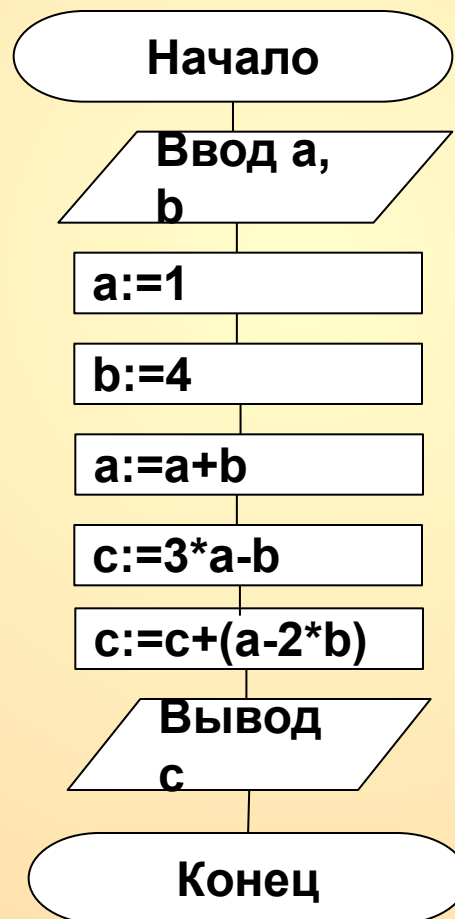 Начало
Ввод a,
b
a:=1
b:=4
a:=a+b
c:=3*a-b
c:=c+(a-2*b)
Вывод
c
Конец